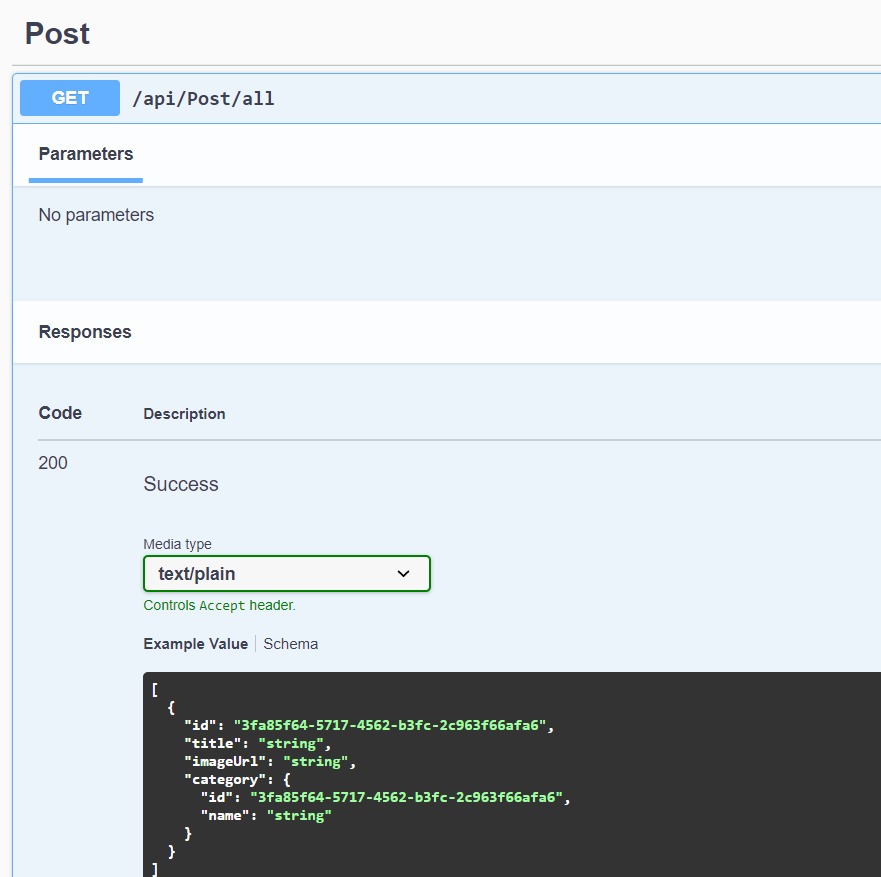 Post
GET /api/Post/all
Parameters
No parameters
Responses
Code Description
200
Success
Media type
text/plain
Controls Accept header.
Example Value Schema
[
  {
    "id": "3fa85f64-5717-4562-b3fc-2c963f66afa6",
    "title": "string",
    "imageUrl": "string",
    "category": {
      "id": "3fa85f64-5717-4562-b3fc-2c963f66afa6",
      "name": "string"
    }
  }
]